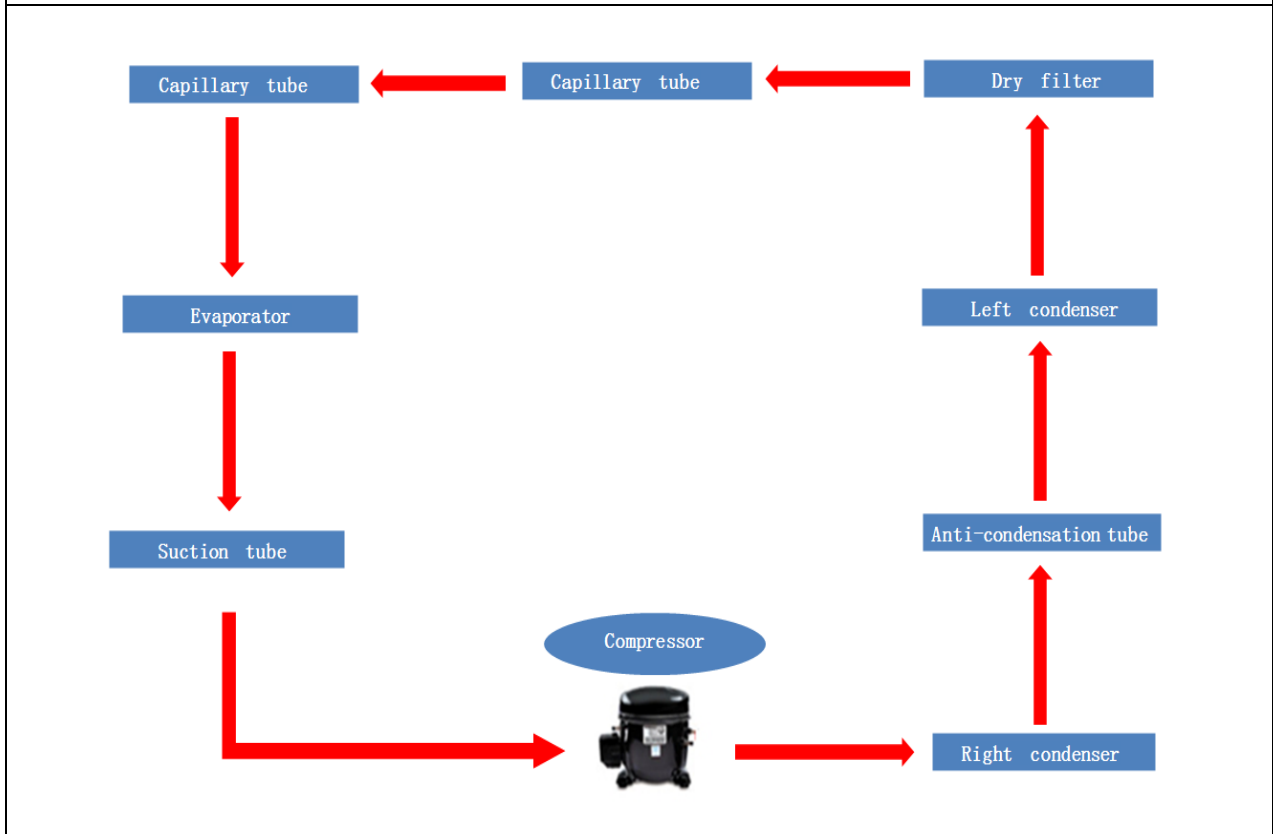 Capillary tube
Capillary tube
Dry filter
Evaporator
Left condenser
Suction tube
Anti-condensation tube
Compressor
Right condenser